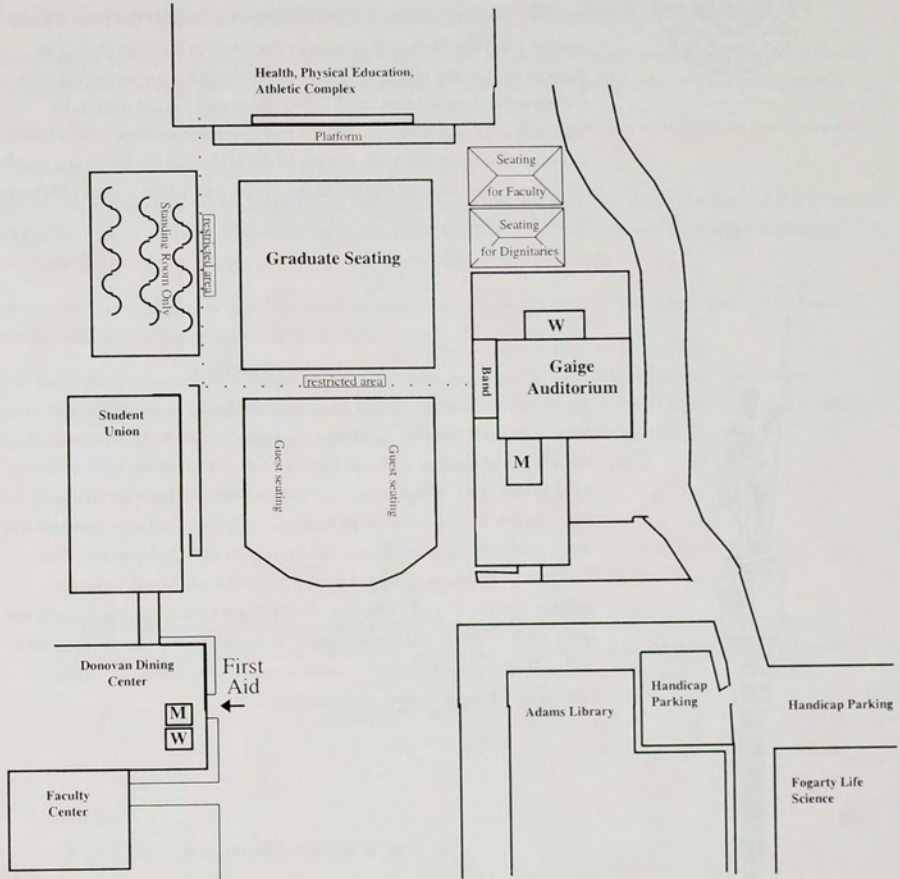 Health, Physical Education,
Athletic Complex
Platform
Seating
for Faculty
Seating
for Dignitaries
Standing Room Only
restricted area
Graduate Seating
W
Gaige
Auditorium
Band
restricted area
M
Student
Union
Guest seating
Guest seating
Donovan Dining
Center
First
Aid
M
W
Adams Library
Handicap
Parking
Handicap Parking
Faculty
Center
Fogarty Life
Science